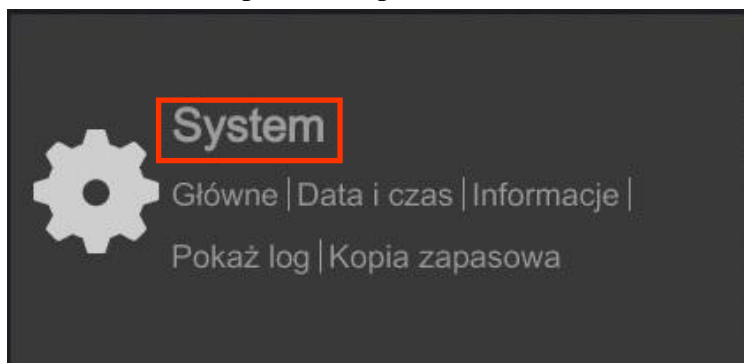 System
Główne | Data i czas | Informacje |
Pokaż log | Kopia zapasowa